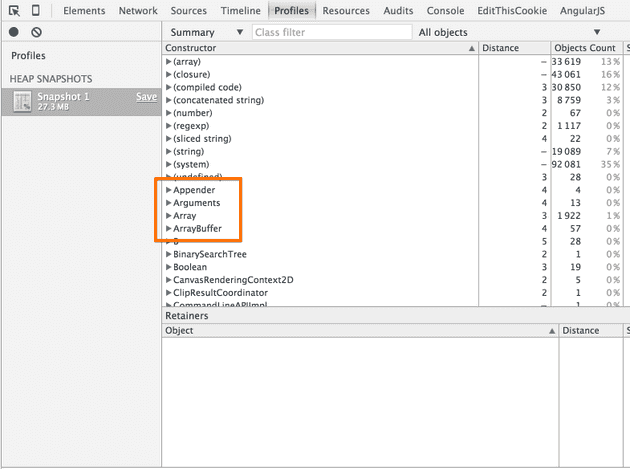 Elements Network Sources Timeline Profiles Resources Audits Console EditThisCookie AngularJS
Summary ▼ Class filter All objects ▼
Profiles
HEAP SNAPSHOTS
Snapshot 1 Save
27.3 MB
Constructor ▲ Distance Objects Count S
▶(array) – 33 619 13%
▶(closure) – 43 061 16%
▶(compiled code) 3 30 850 12%
▶(concatenated string) 3 8 759 3%
▶(number) 2 67 0%
▶(regexp) 2 1 117 0%
▶(sliced string) 4 22 0%
▶(string) – 19 089 7%
▶(system) – 92 081 35%
▶(undefined) 3 28 0%
▶Appender 4 4 0%
▶Arguments 4 13 0%
▶Array 3 1 922 1%
▶ArrayBuffer 4 57 0%
5 28 0%
▶BinarySearchTree 2 1 0%
▶Boolean 3 19 0%
▶CanvasRenderingContext2D 2 5 0%
▶ClipResultCoordinator 2 1 0%
▶CommandLineAPIImpl – 1 0%
Retainers
Object ▲ Distance S